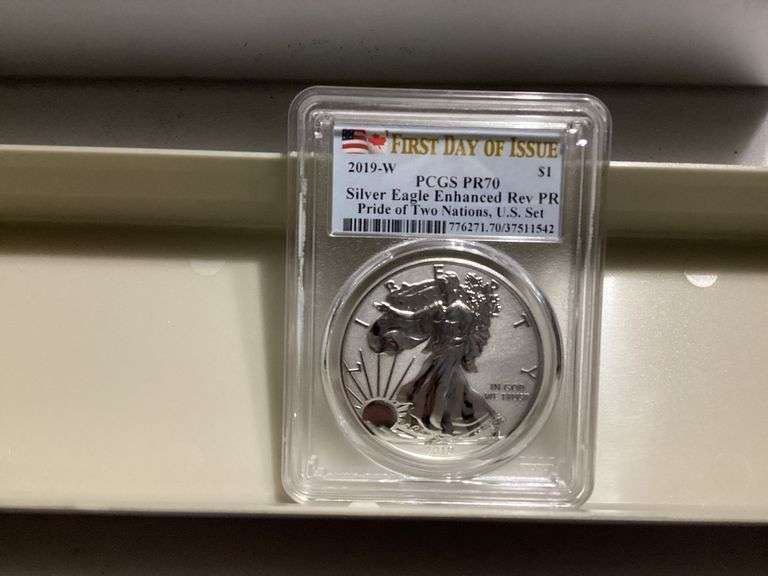 FIRST DAY OF ISSUE
2019-W $1
PCGS PR70
Silver Eagle Enhanced Rev PR
Pride of Two Nations, U.S. Set
776271.70/37511542
LIBERTY
IN GOD
WE TRUST
2019